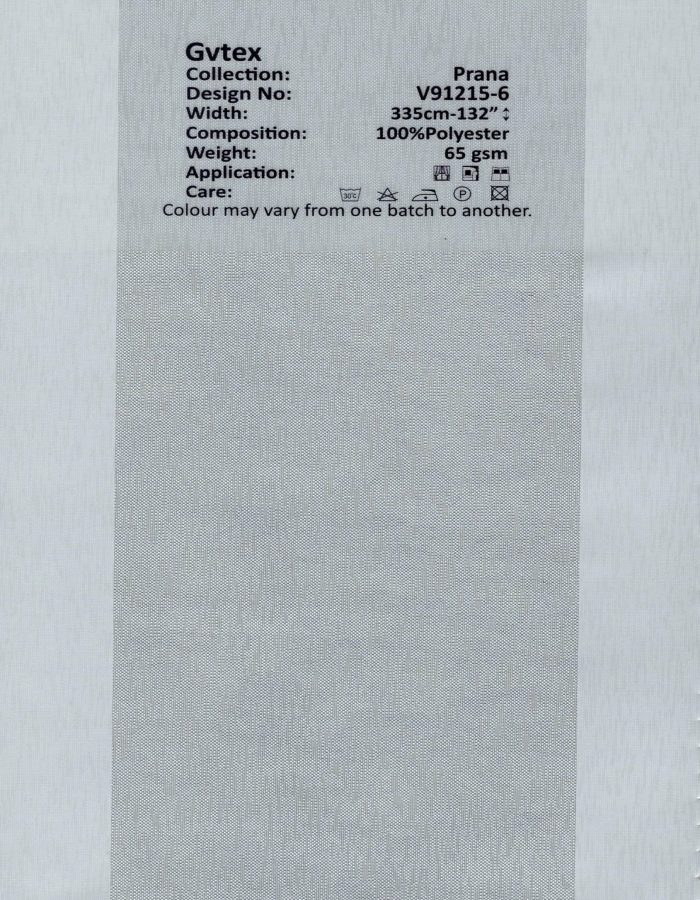 Gvtex
Collection: Prana
Design No: V91215-6
Width: 335cm-132” ↕
Composition: 100%Polyester
Weight: 65 gsm
Application:
Care: 30°C P
Colour may vary from one batch to another.